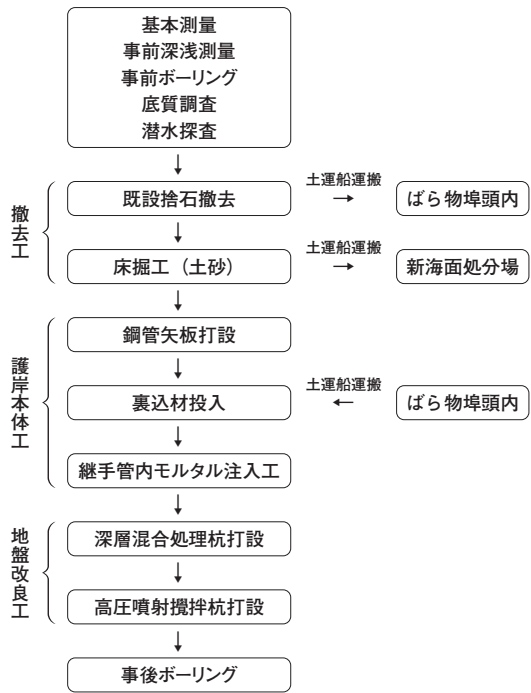 基本測量
事前深浅測量
事前ボーリング
底質調査
潜水探査
撤去工
既設捨石撤去
土運船運搬
ばら物埠頭内
床掘工（土砂）
土運船運搬
新海面処分場
護岸本体工
鋼管矢板打設
裏込材投入
土運船運搬
ばら物埠頭内
継手管内モルタル注入工
地盤改良工
深層混合処理杭打設
高圧噴射攪拌杭打設
事後ボーリング